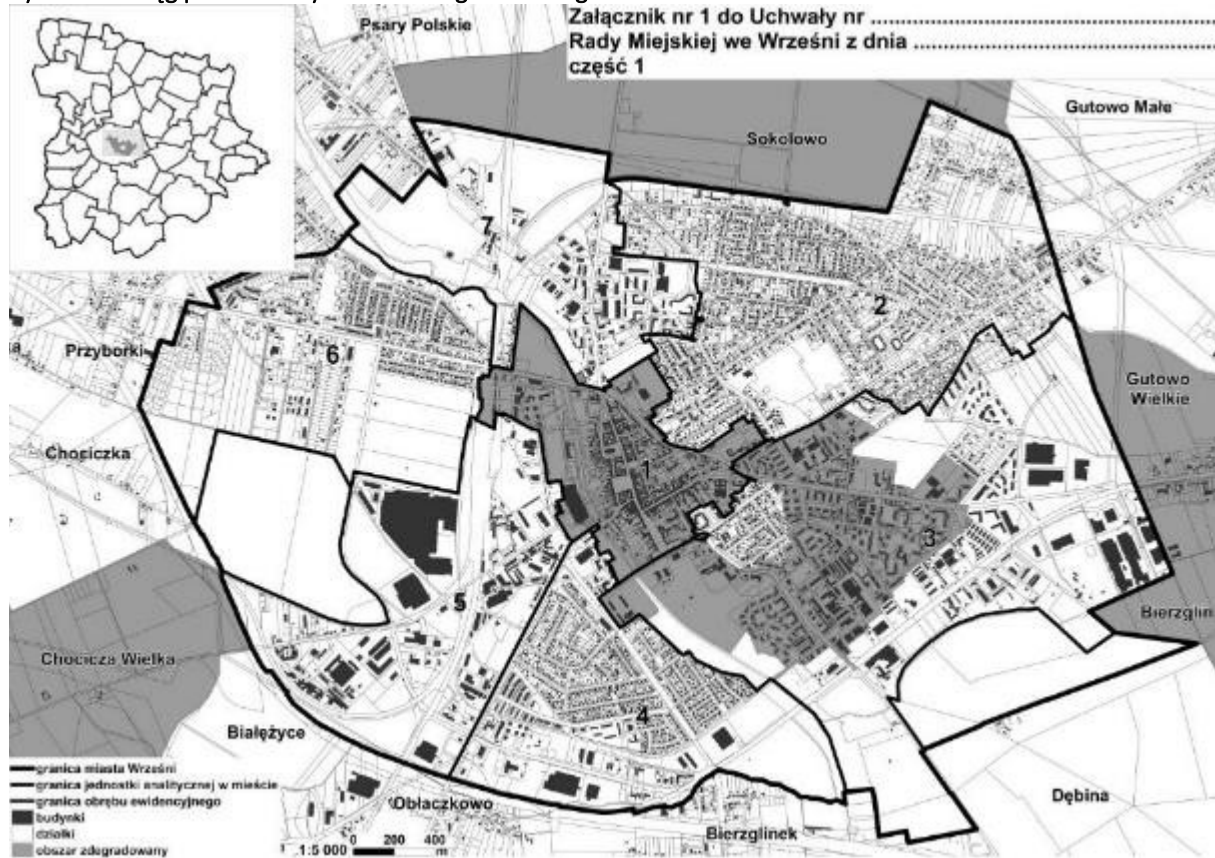 Załącznik nr 1 do Uchwały nr ..............................
Rady Miejskiej we Wrześni z dnia ..............................
część 1
Psary Polskie
Gutowo Małe
Sokolowo
7
2
Przyborki
6
Gutowo
Wielkie
Chociczka
1
3
5
Chocicza Wielka
4
Białężyce
Obłaczkowo
Bierzglinek
Dębina
granica miasta Wrześni
granica jednostki analitycznej w mieście
granica obrębu ewidencyjnego
budynki
działki
obszar zdegradowany
1:5 000
0 200 400
m